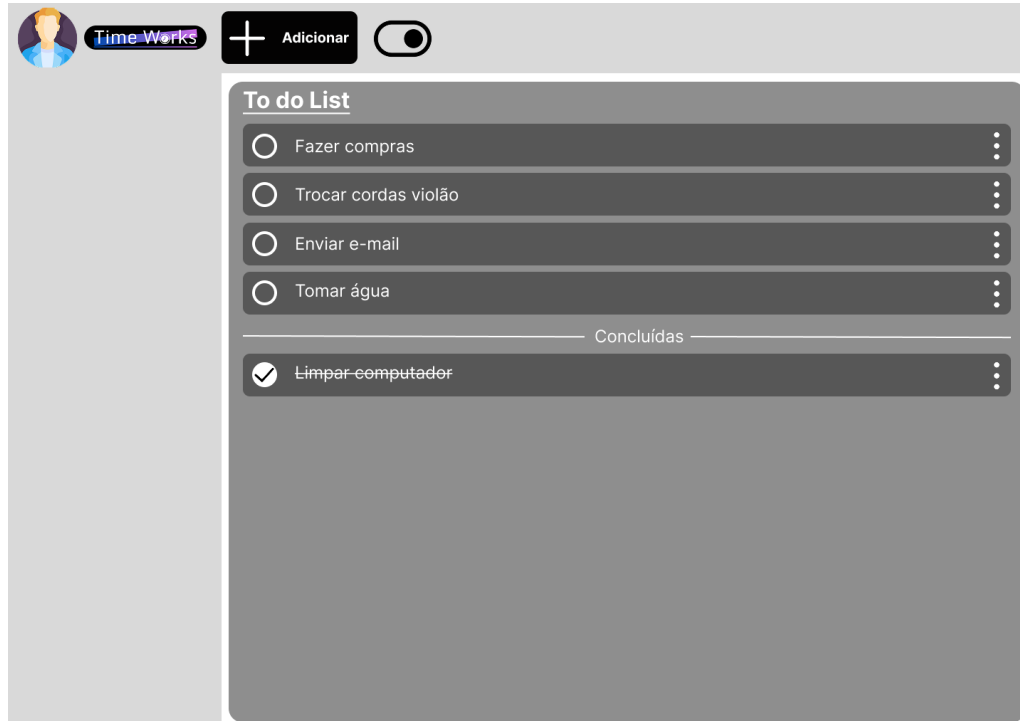 Time Works
Adicionar
To do List
Fazer compras
Trocar cordas violão
Enviar e-mail
Tomar água
Concluídas
Limpar computador